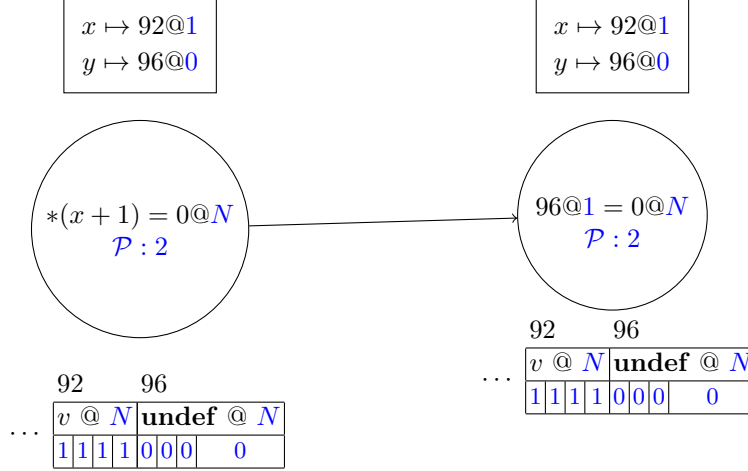 x ↦ 92@1
y ↦ 96@0
∗(x + 1) = 0@N
𝒫 : 2
92 96
... v @ N undef @ N
1 1 1 1 0 0 0 0
x ↦ 92@1
y ↦ 96@0
96@1 = 0@N
𝒫 : 2
92 96
... v @ N undef @ N
1 1 1 1 0 0 0 0